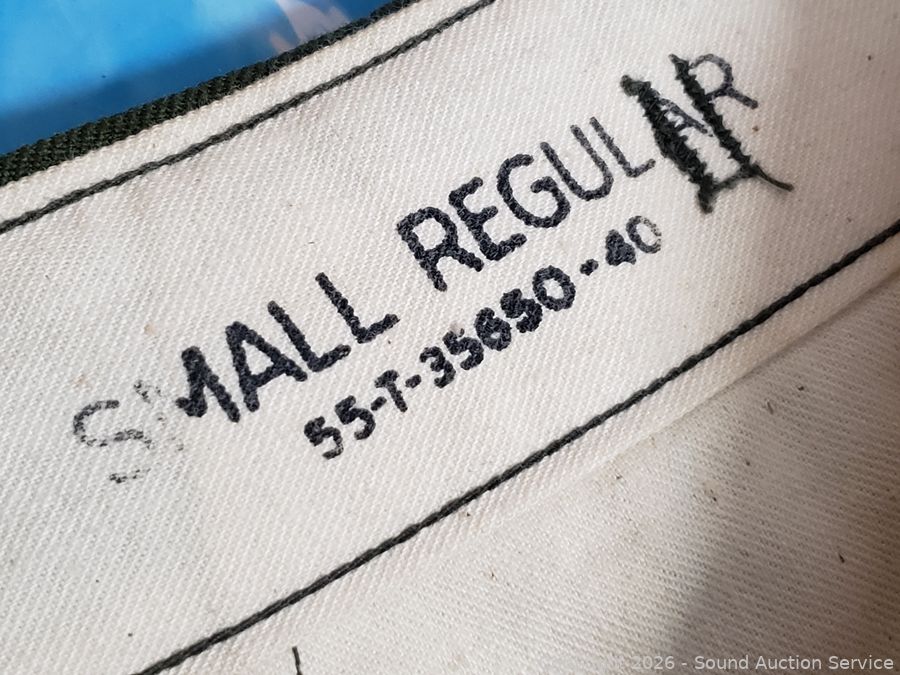 SMALL REGULAR
55-T-35650-40
2026 - Sound Auction Service